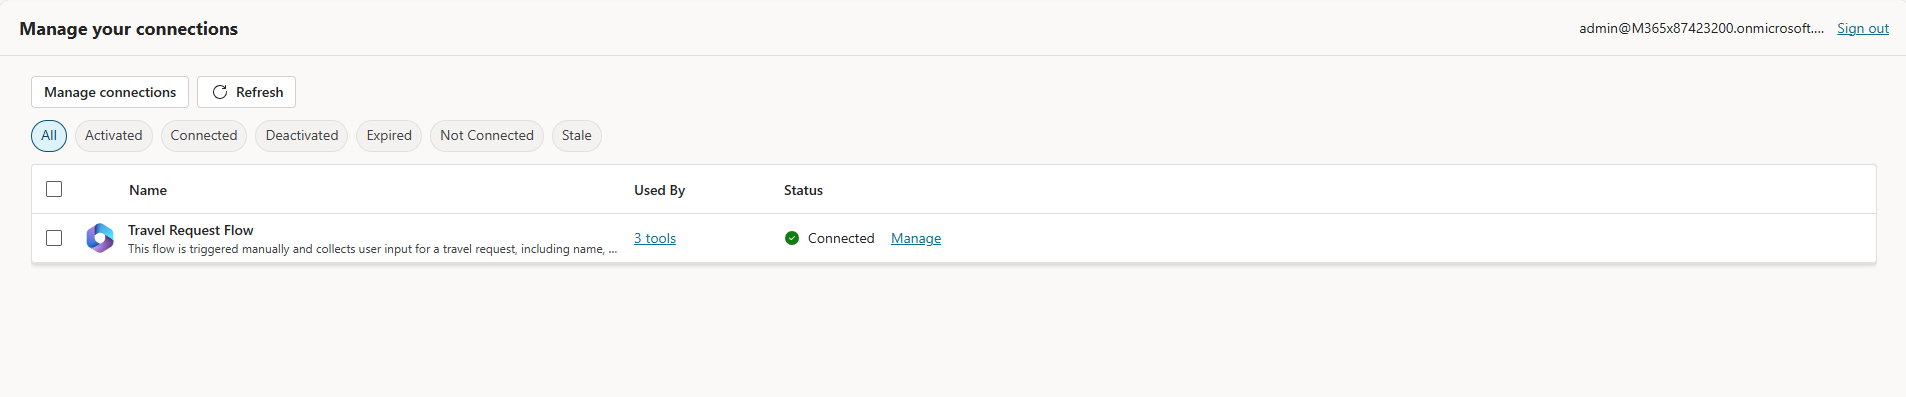 Manage your connections
admin@M365x87423200.onmicrosoft.... Sign out
Manage connections Refresh
All Activated Connected Deactivated Expired Not Connected Stale
Name Used By Status
Travel Request Flow
This flow is triggered manually and collects user input for a travel request, including name, ...
3 tools Connected Manage